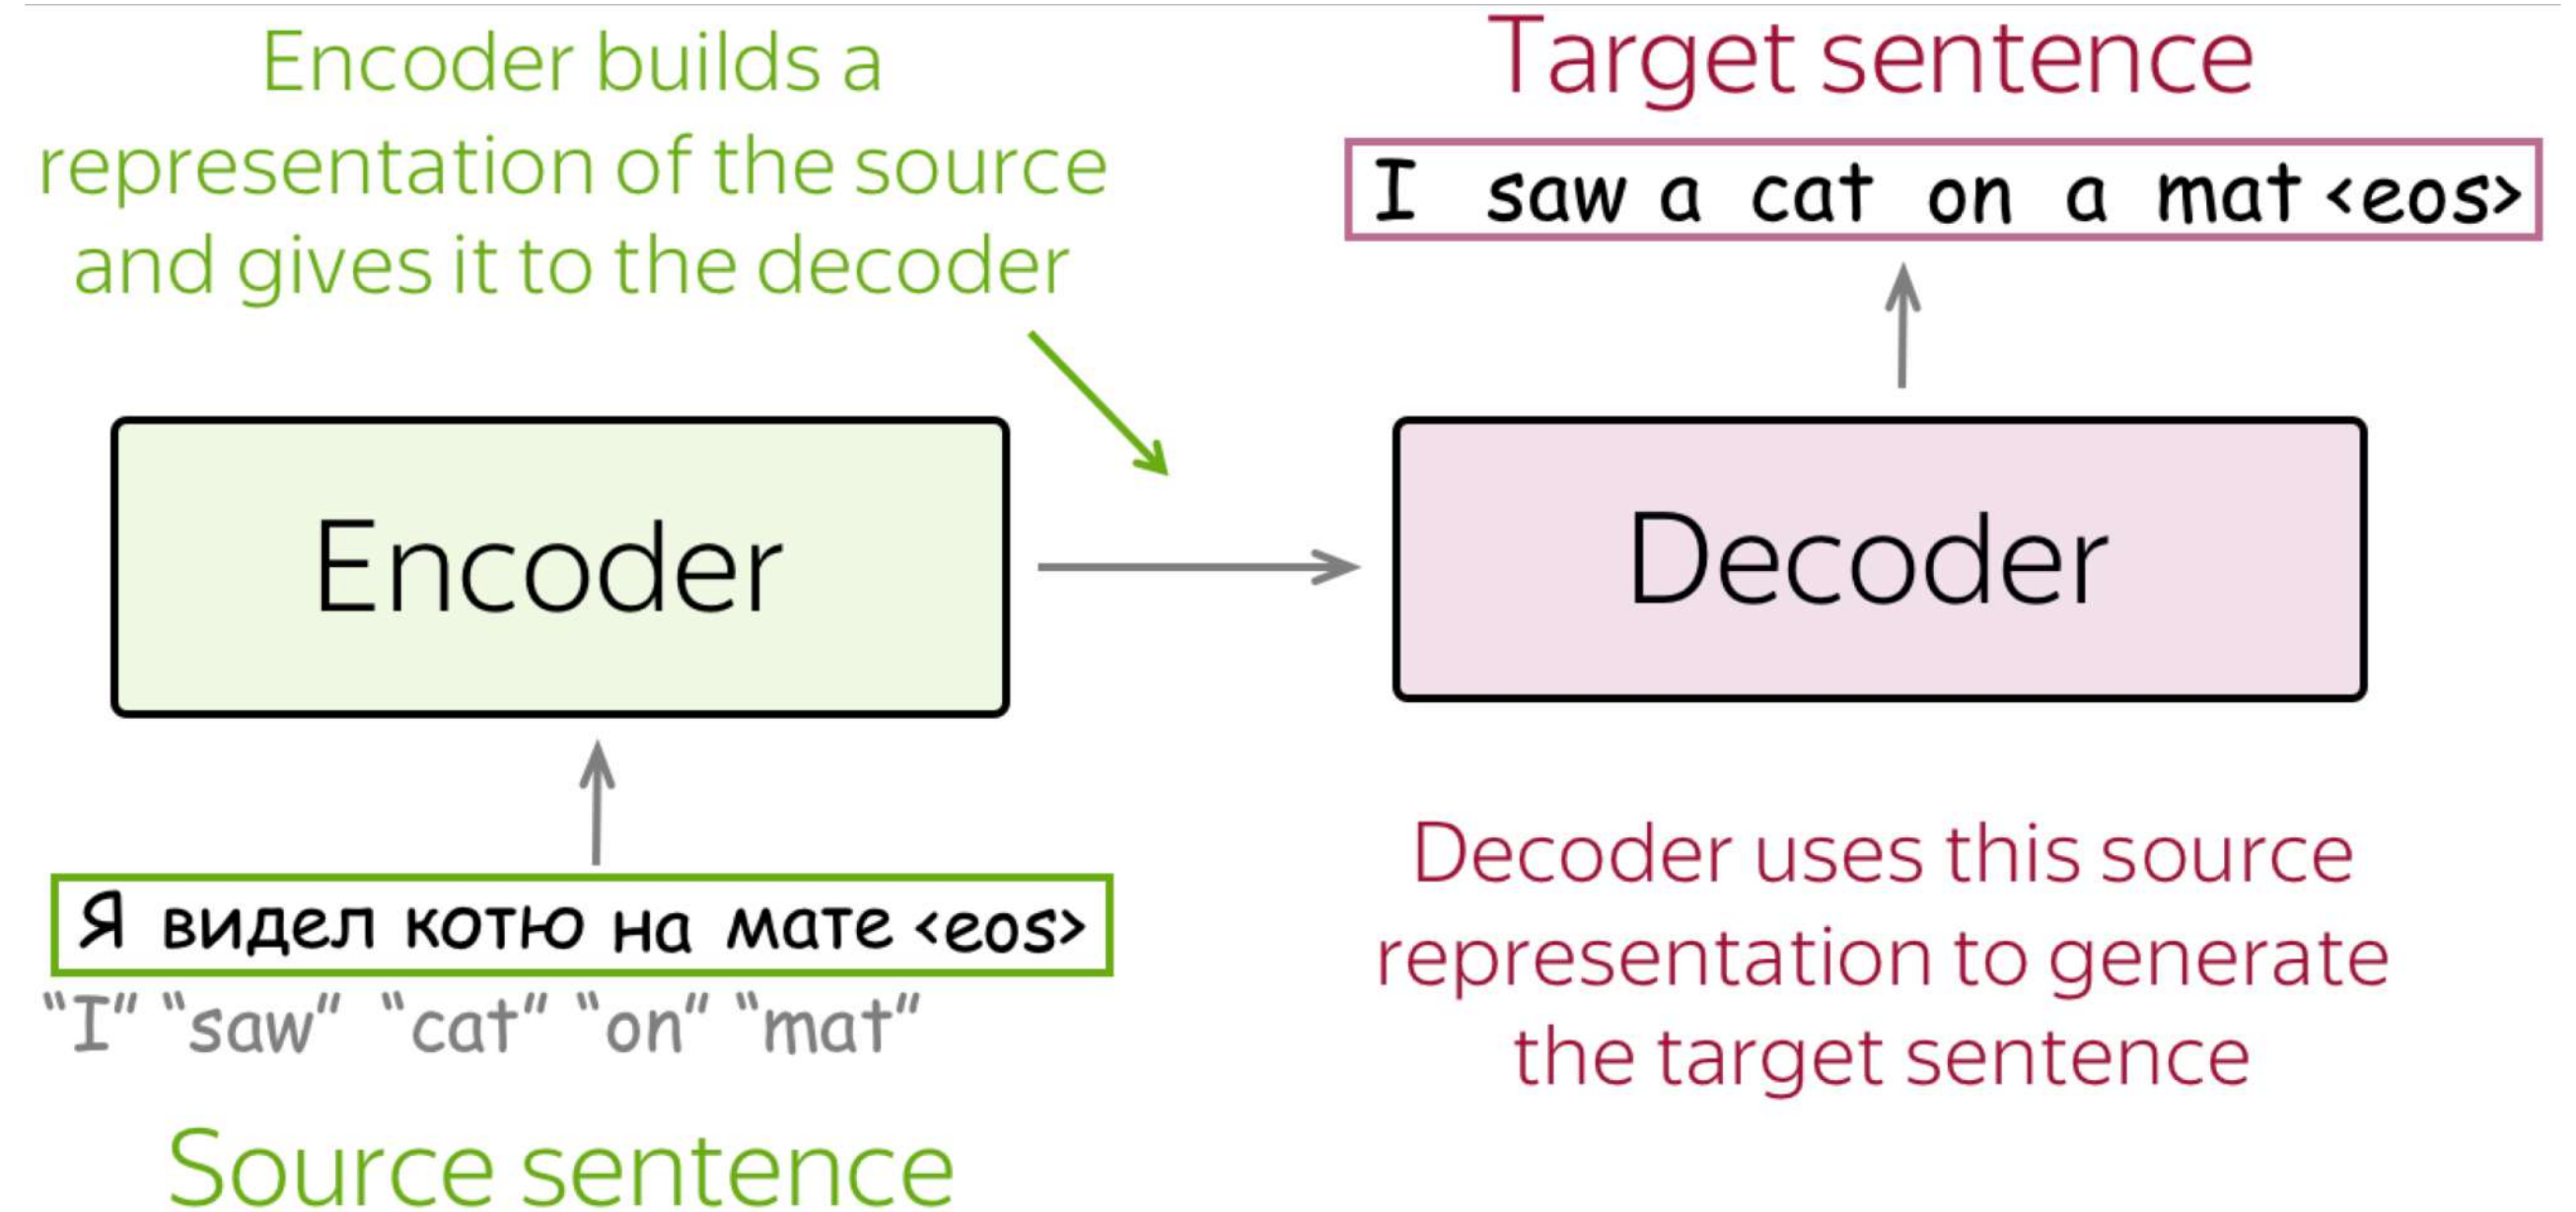 Encoder builds a
representation of the source
and gives it to the decoder
Target sentence
I saw a cat on a mat <eos>
Encoder
Decoder
Я видел котю на мате <eos>
“I” “saw” “cat” “on” “mat”
Source sentence
Decoder uses this source
representation to generate
the target sentence